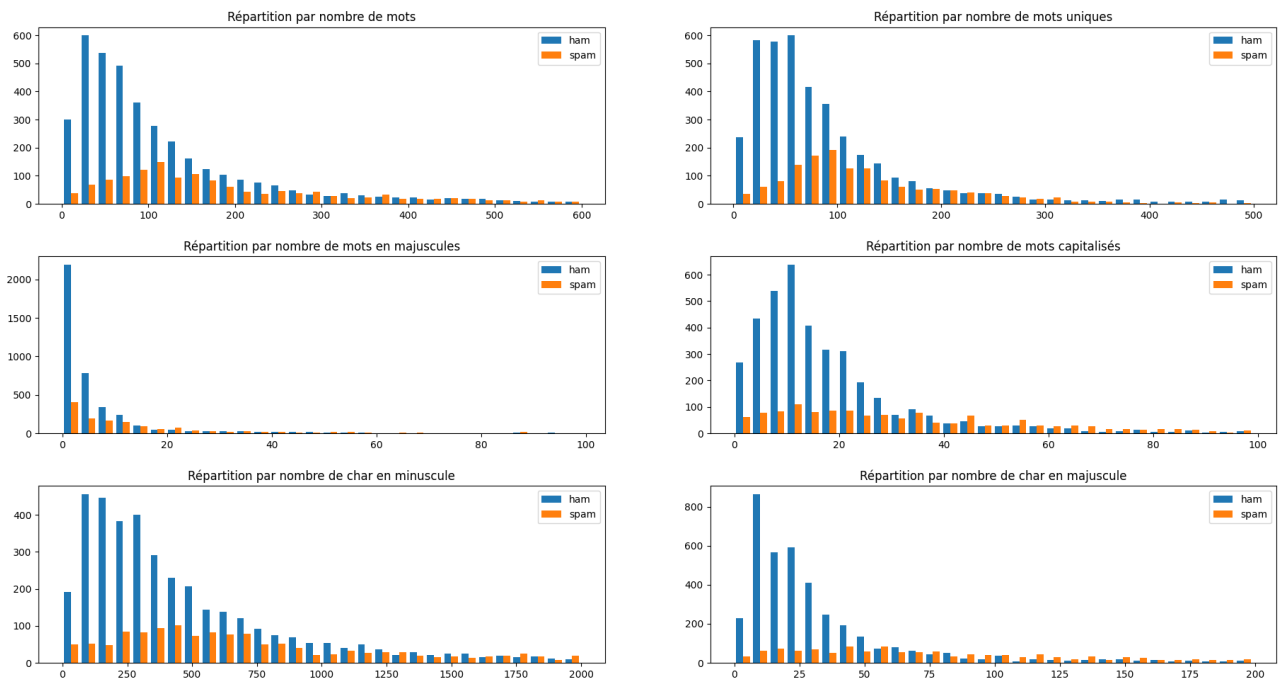 Répartition par nombre de mots
600
500
400
300
200
100
0
0 100 200 300 400 500 600
ham
spam
Répartition par nombre de mots uniques
600
500
400
300
200
100
0
0 100 200 300 400 500
ham
spam
Répartition par nombre de mots en majuscules
2000
1500
1000
500
0
0 20 40 60 80 100
ham
spam
Répartition par nombre de mots capitalisés
600
500
400
300
200
100
0
0 20 40 60 80 100
ham
spam
Répartition par nombre de char en minuscule
400
300
200
100
0
0 250 500 750 1000 1250 1500 1750 2000
ham
spam
Répartition par nombre de char en majuscule
800
600
400
200
0
0 25 50 75 100 125 150 175 200
ham
spam